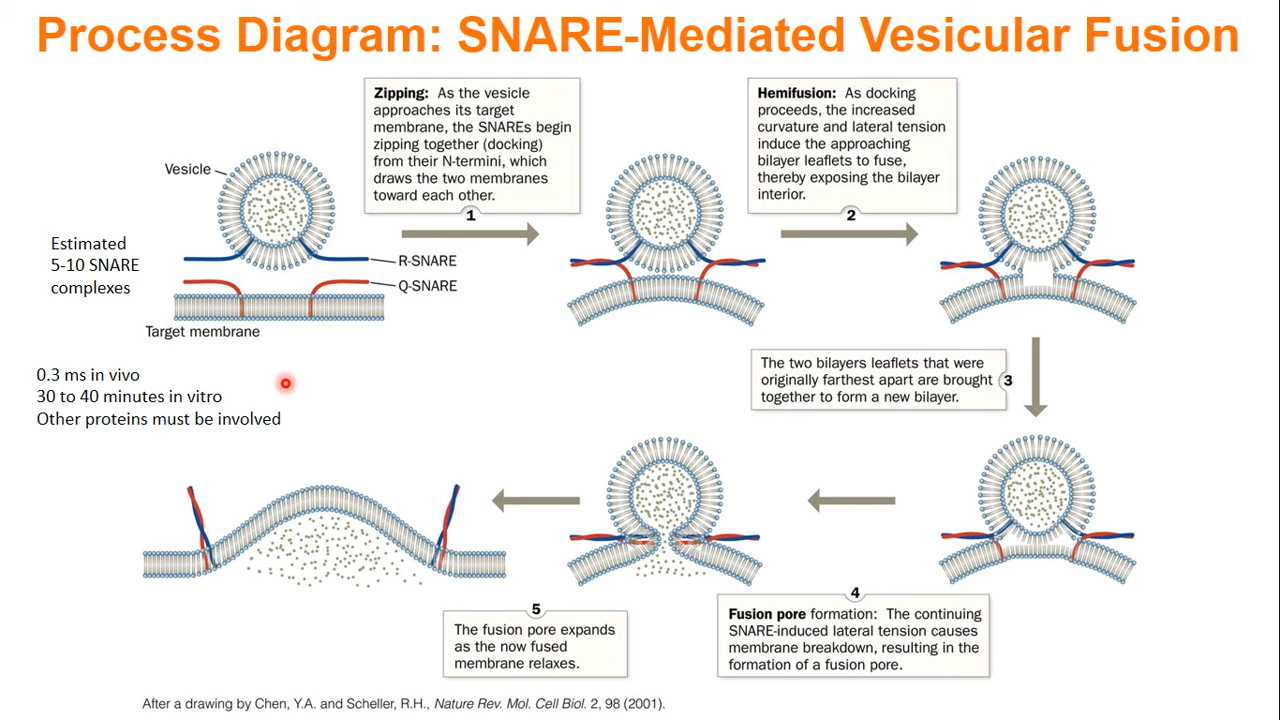 Process Diagram: SNARE-Mediated Vesicular Fusion
Zipping: As the vesicle
approaches its target
membrane, the SNAREs begin
zipping together (docking)
from their N-termini, which
draws the two membranes
toward each other.
1
Hemifusion: As docking
proceeds, the increased
curvature and lateral tension
induce the approaching
bilayer leaflets to fuse,
thereby exposing the bilayer
interior.
2
Vesicle
Estimated
5-10 SNARE
complexes
R-SNARE
Q-SNARE
Target membrane
0.3 ms in vivo
30 to 40 minutes in vitro
Other proteins must be involved
The two bilayers leaflets that were
originally farthest apart are brought
together to form a new bilayer.
3
4
Fusion pore formation: The continuing
SNARE-induced lateral tension causes
membrane breakdown, resulting in the
formation of a fusion pore.
5
The fusion pore expands
as the now fused
membrane relaxes.
After a drawing by Chen, Y.A. and Scheller, R.H., Nature Rev. Mol. Cell Biol. 2, 98 (2001).